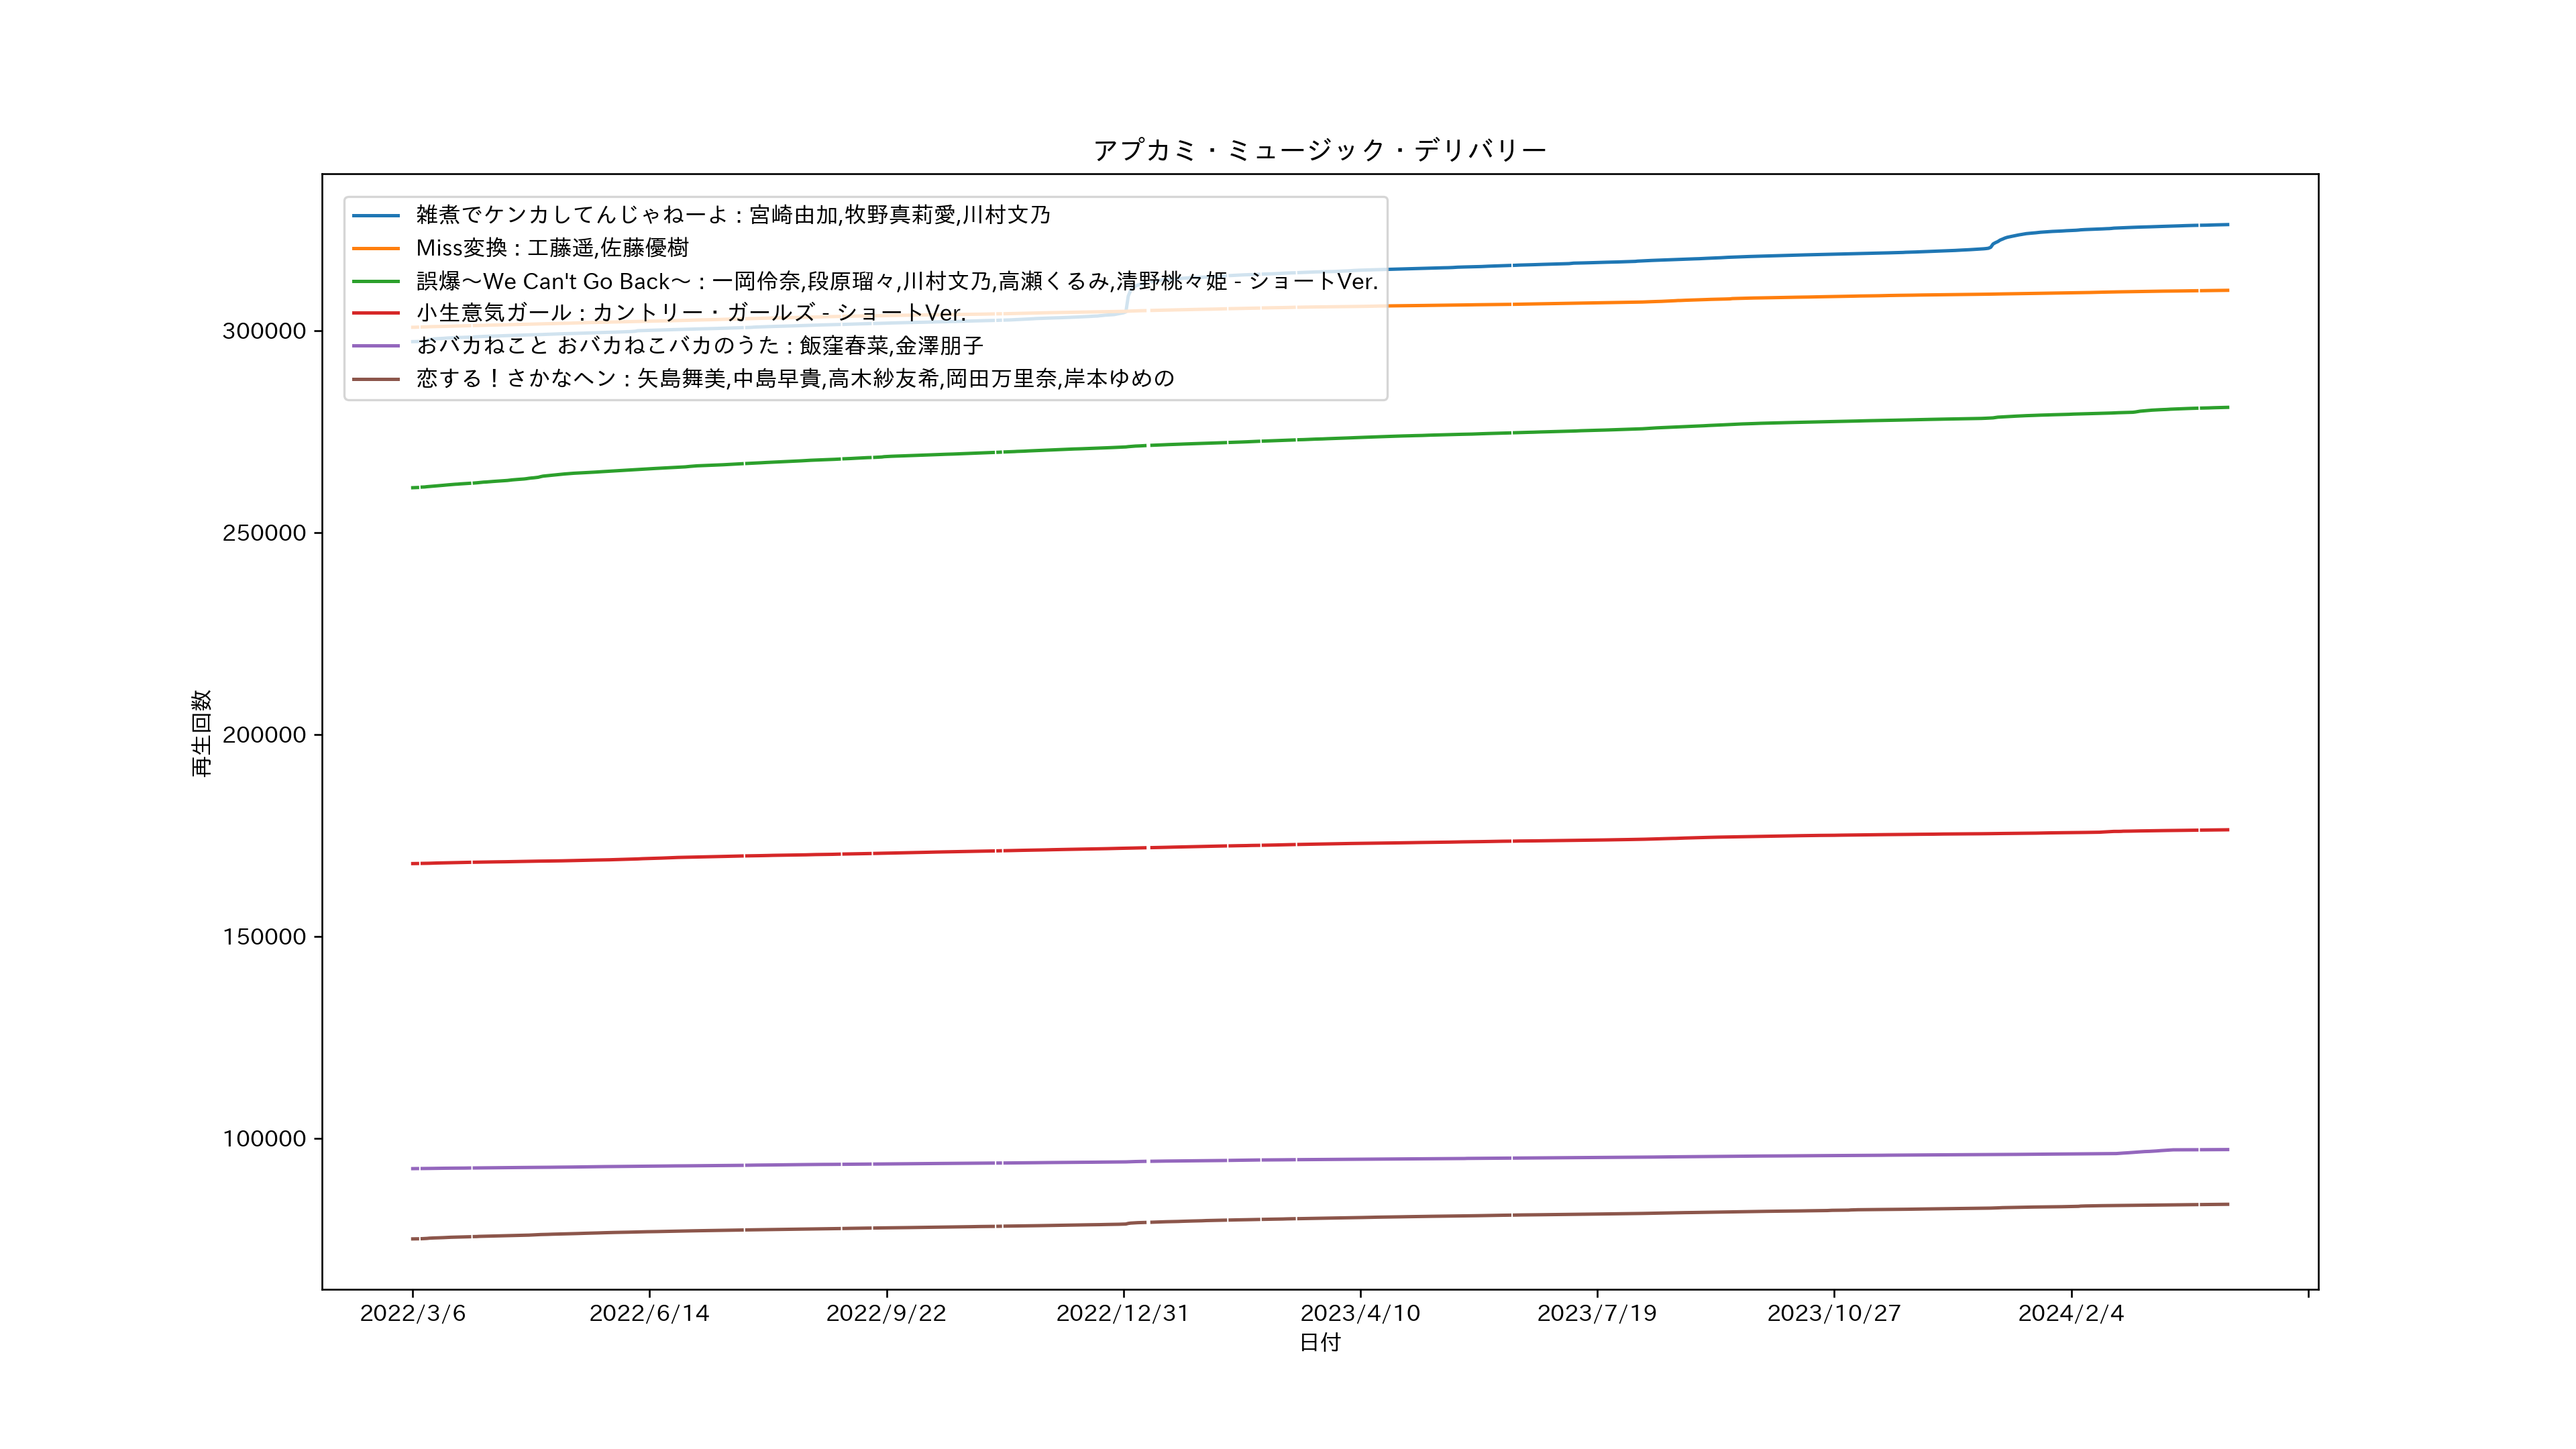 アプカミ・ミュージック・デリバリー
雑煮でケンカしてんじゃねーよ : 宮崎由加,牧野真莉愛,川村文乃
Miss変換 : 工藤遥,佐藤優樹
誤爆～We Can't Go Back～ : 一岡伶奈,段原瑠々,川村文乃,高瀬くるみ,清野桃々姫 - ショートVer.
小生意気ガール : カントリー・ガールズ - ショートVer.
おバカねこと おバカねこバカのうた : 飯窪春菜,金澤朋子
恋する！さかなヘン : 矢島舞美,中島早貴,高木紗友希,岡田万里奈,岸本ゆめの
300000
250000
200000
150000
100000
再生回数
2022/3/6 2022/6/14 2022/9/22 2022/12/31 2023/4/10 2023/7/19 2023/10/27 2024/2/4
日付